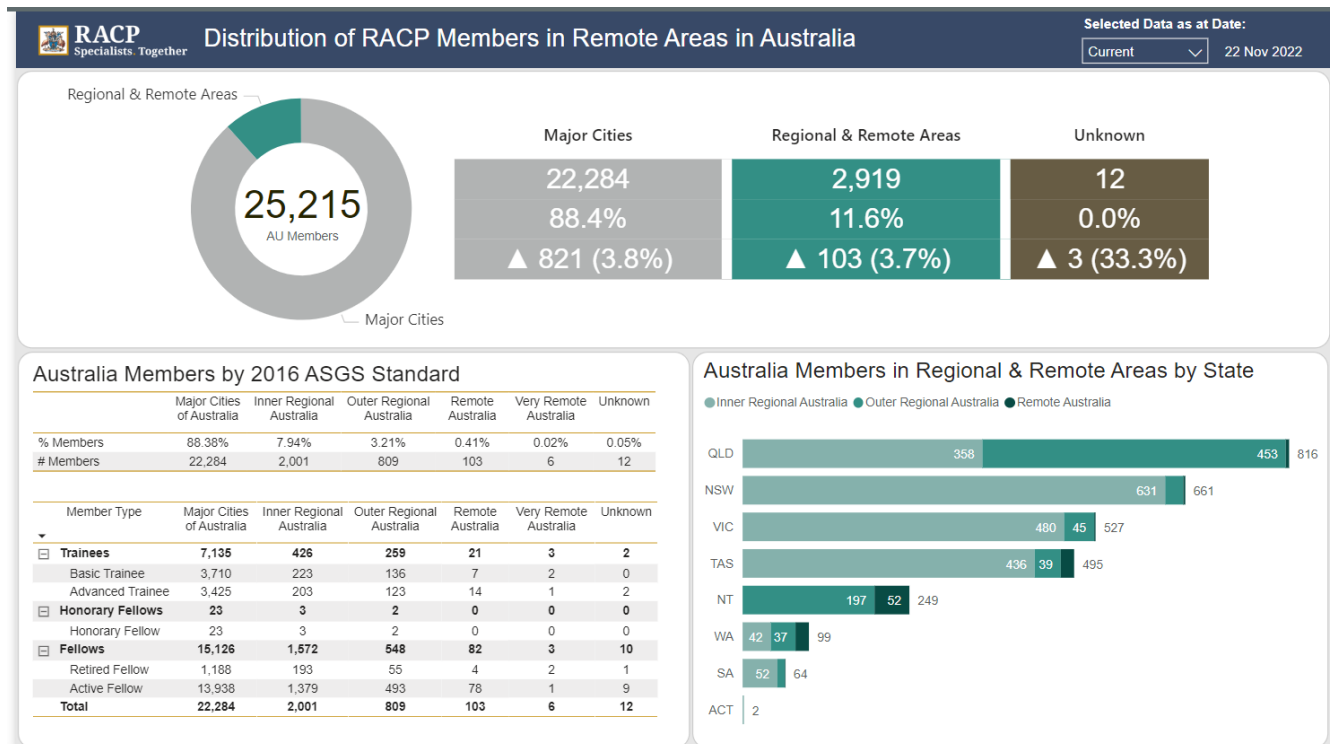 RACP
Specialists. Together
Distribution of RACP Members in Remote Areas in Australia
Selected Data as at Date:
Current 22 Nov 2022
Regional & Remote Areas
25,215
AU Members
Major Cities
Major Cities Regional & Remote Areas Unknown
22,284 2,919 12
88.4% 11.6% 0.0%
▲ 821 (3.8%) ▲ 103 (3.7%) ▲ 3 (33.3%)
Australia Members by 2016 ASGS Standard
Major Cities Inner Regional Outer Regional Remote Very Remote Unknown
of Australia Australia Australia Australia Australia
% Members 88.38% 7.94% 3.21% 0.41% 0.02% 0.05%
# Members 22,284 2,001 809 103 6 12
Member Type Major Cities Inner Regional Outer Regional Remote Very Remote Unknown
of Australia Australia Australia Australia Australia
Trainees 7,135 426 259 21 3 2
Basic Trainee 3,710 223 136 7 2 0
Advanced Trainee 3,425 203 123 14 1 2
Honorary Fellows 23 3 2 0 0 0
Honorary Fellow 23 3 2 0 0 0
Fellows 15,126 1,572 548 82 3 10
Retired Fellow 1,188 193 55 4 2 1
Active Fellow 13,938 1,379 493 78 1 9
Total 22,284 2,001 809 103 6 12
Australia Members in Regional & Remote Areas by State
Inner Regional Australia Outer Regional Australia Remote Australia
QLD 358 453 816
NSW 631 661
VIC 480 45 527
TAS 436 39 495
NT 197 52 249
WA 42 37 99
SA 52 64
ACT 2